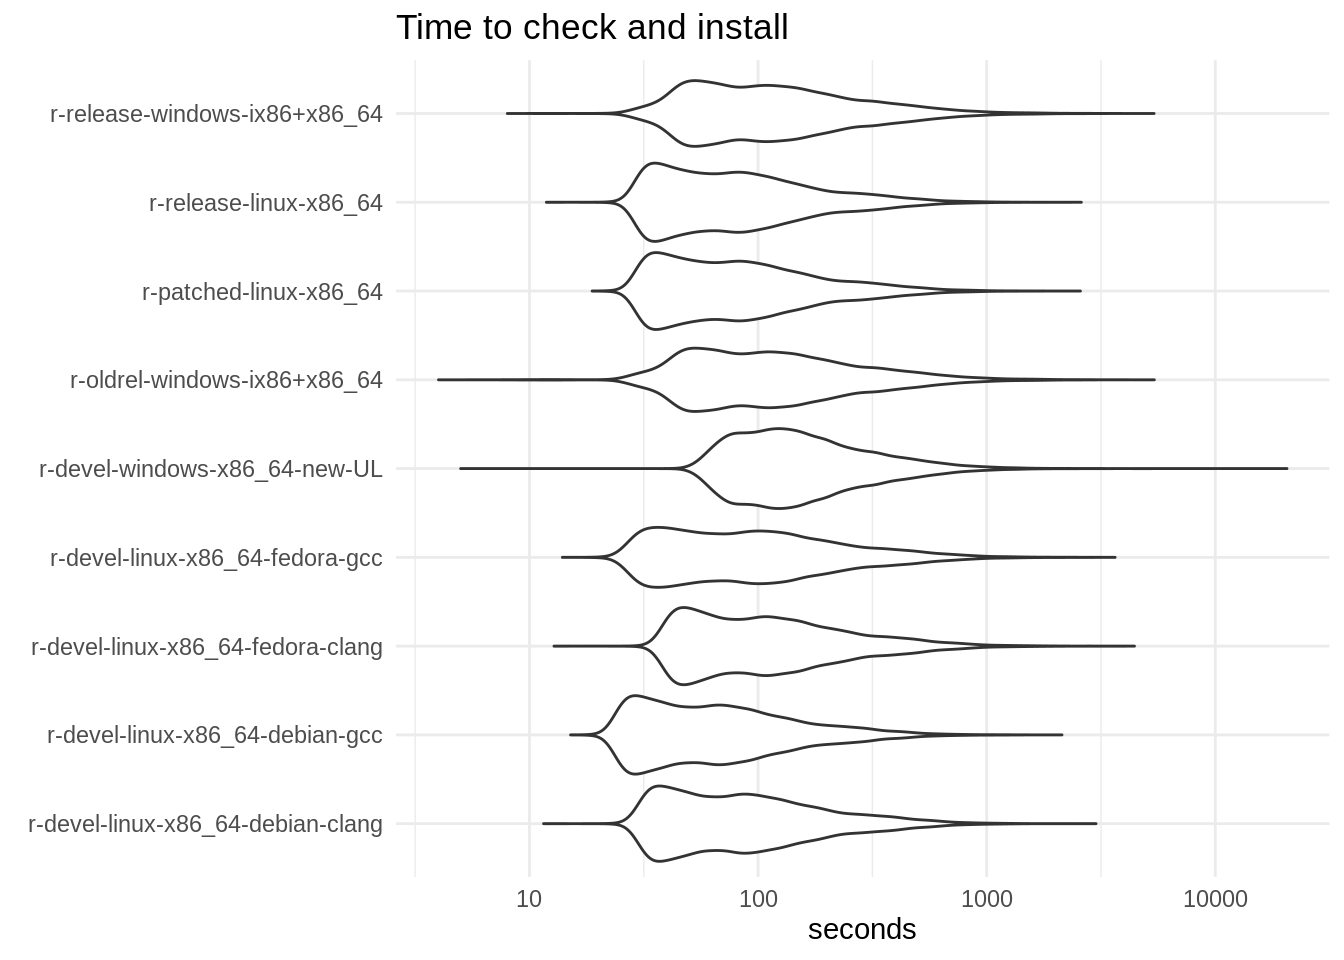 Time to check and install
r-release-windows-ix86+x86_64
r-release-linux-x86_64
r-patched-linux-x86_64
r-oldrel-windows-ix86+x86_64
r-devel-windows-x86_64-new-UL
r-devel-linux-x86_64-fedora-gcc
r-devel-linux-x86_64-fedora-clang
r-devel-linux-x86_64-debian-gcc
r-devel-linux-x86_64-debian-clang
10 100 1000 10000
seconds